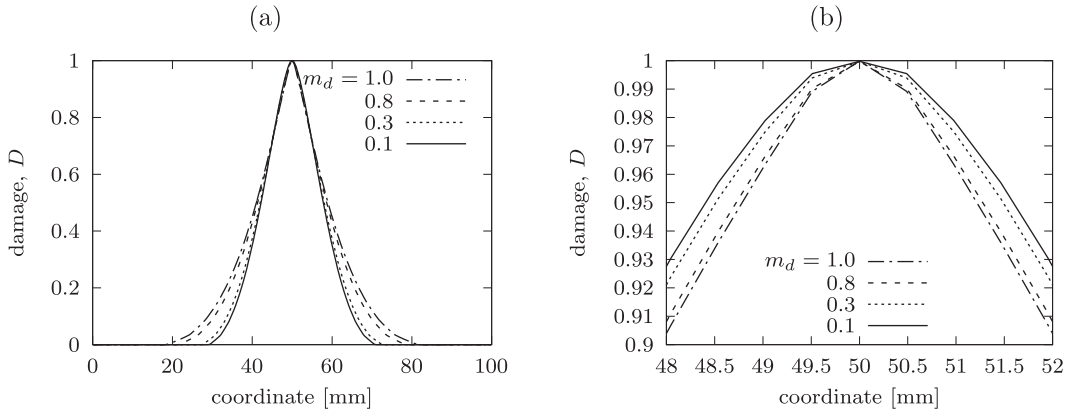 (a)
1
0.8
0.6
0.4
0.2
0
damage, D
m_d = 1.0
0.8
0.3
0.1
0 20 40 60 80 100
coordinate [mm]
(b)
1
0.99
0.98
0.97
0.96
0.95
0.94
0.93
0.92
0.91
0.9
damage, D
m_d = 1.0
0.8
0.3
0.1
48 48.5 49 49.5 50 50.5 51 51.5 52
coordinate [mm]